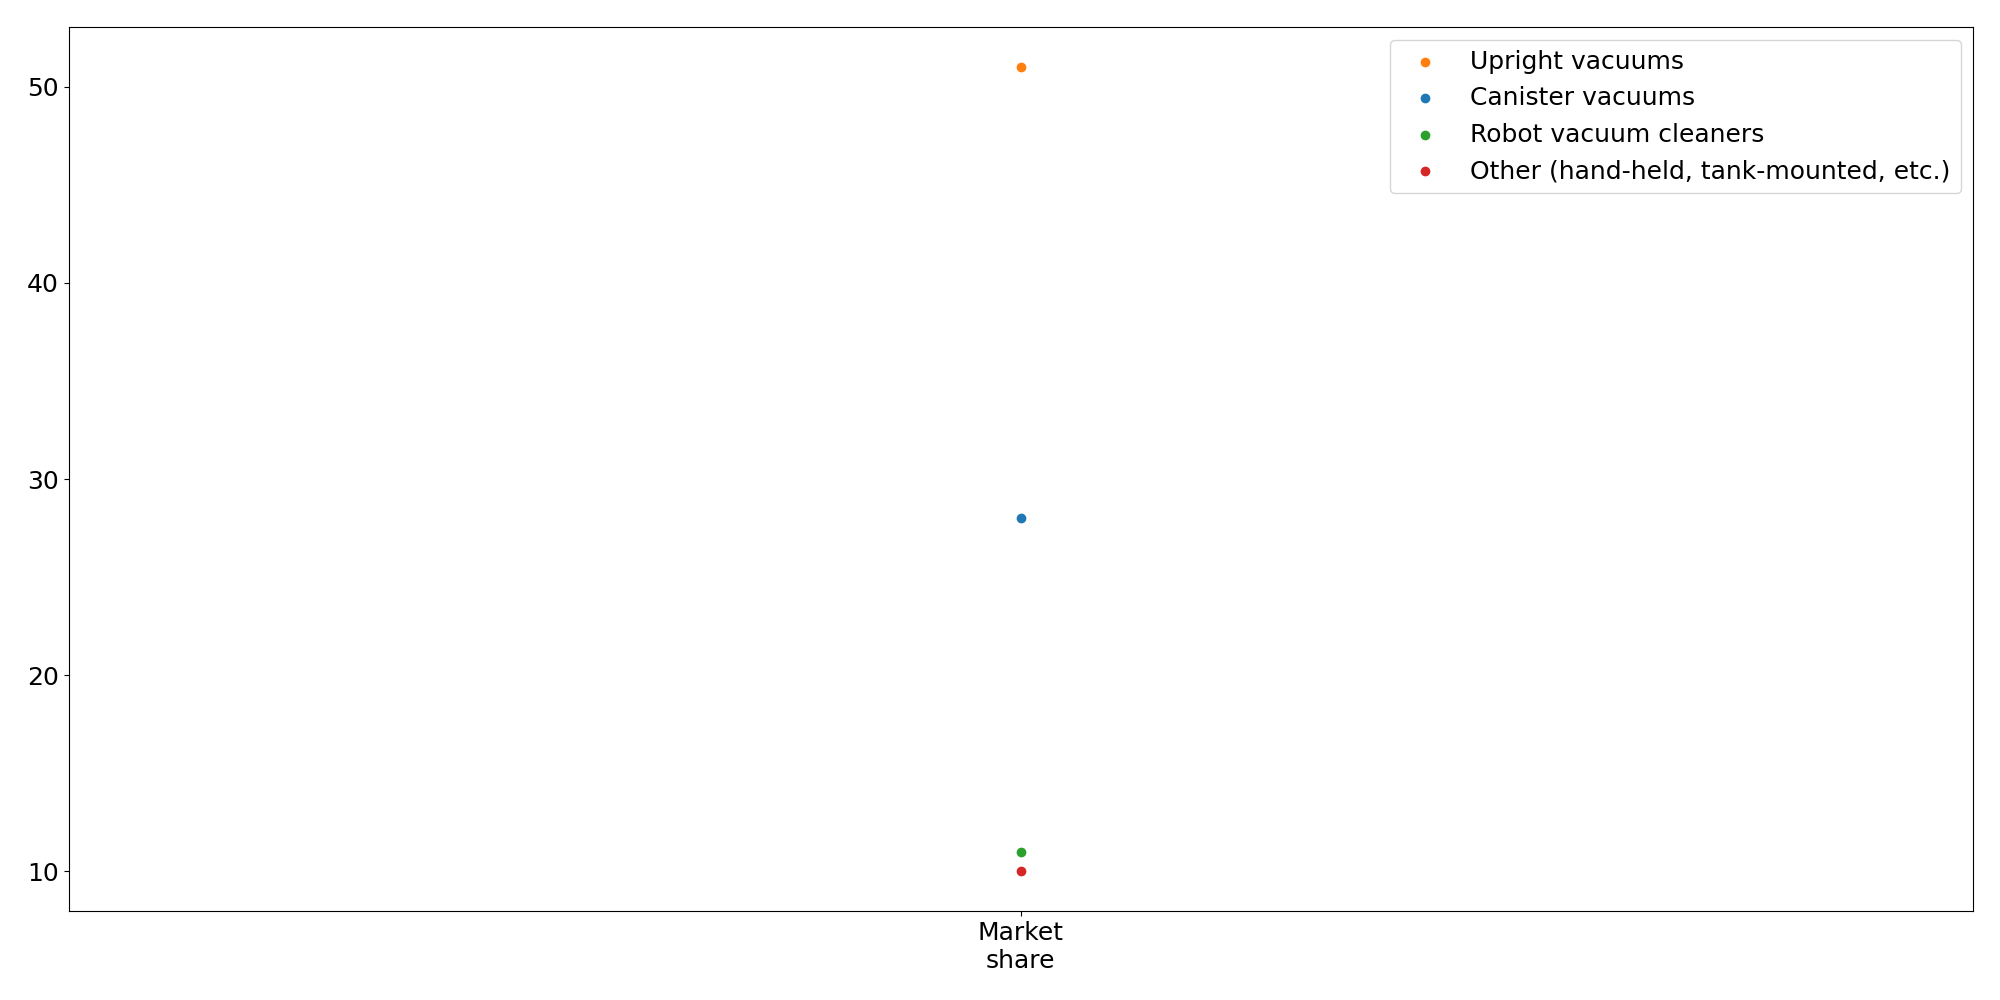 50
40
30
20
10
Market
share
Upright vacuums
Canister vacuums
Robot vacuum cleaners
Other (hand-held, tank-mounted, etc.)